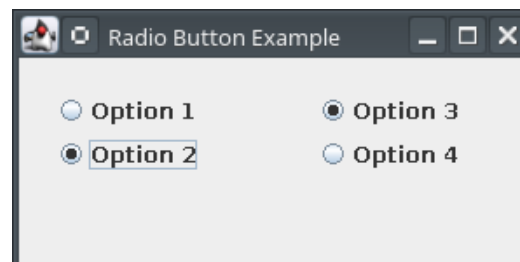 Radio Button Example
Option 1
Option 3
Option 2
Option 4